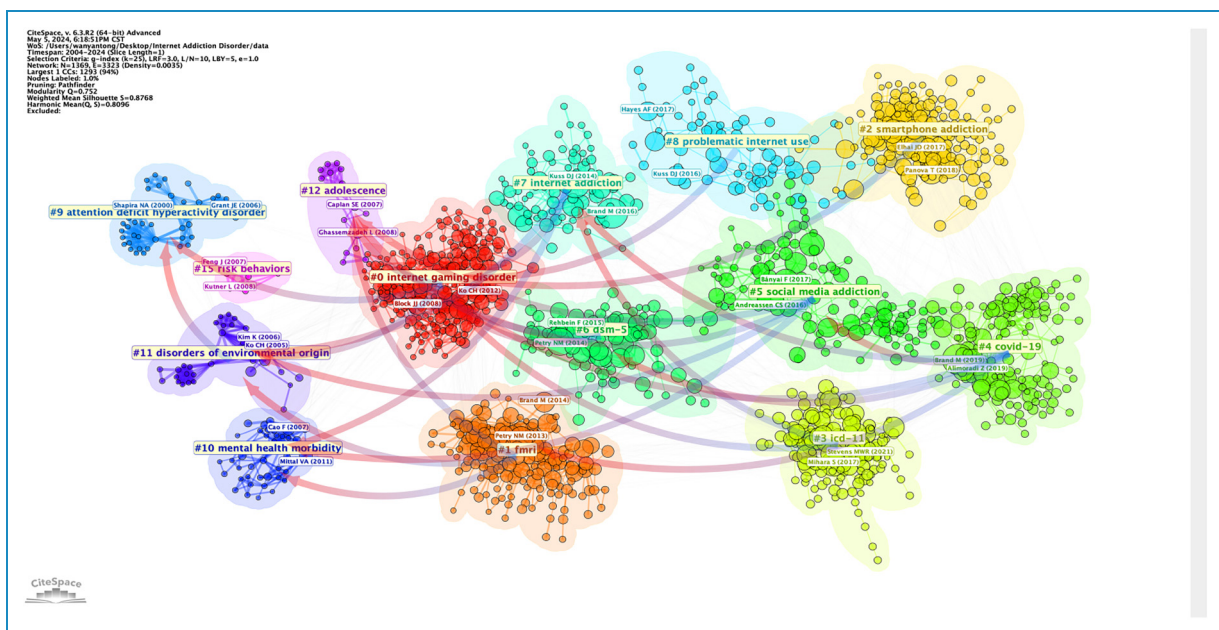 CiteSpace, v. 6.3.R2 (64-bit) Advanced
May 5, 2024, 6:18:51PM CST
WoS: /Users/wanyantong/Desktop/Internet Addiction Disorder/data
Timespan: 2004-2024 (Slice Length=1)
Selection Criteria: g-index (k=25), LRF=3.0, L/N=10, LBY=5, e=1.0
Network: N=1369, E=3323 (Density=0.0035)
Largest 1 CCs: 1293 (94%)
Nodes Labeled: 1.0%
Pruning: Pathfinder
Modularity Q=0.752
Weighted Mean Silhouette S=0.8768
Harmonic Mean(Q, S)=0.8096
Excluded:
Hayes AF (2017)
#2 smartphone addiction
#8 problematic internet use
Elhai JD (2017)
Panova T (2018)
Kuss DJ (2016)
Kuss DJ (2014)
#7 internet addiction
Brand M (2016)
#12 adolescence
Caplan SE (2007)
Ghassemzadeh L (2008)
Shapira NA (2000)
Grant JE (2006)
#9 attention deficit hyperactivity disorder
Feng J (2007)
#15 risk behaviors
Kutner L (2008)
#0 internet gaming disorder
Ko CH (2012)
Block JJ (2008)
Bányai F (2017)
#5 social media addiction
Andreassen CS (2016)
Rehbein F (2015)
#6 dsm-5
Petry NM (2014)
Kim K (2006)
Ko CH (2005)
#11 disorders of environmental origin
#4 covid-19
Brand M (2019)
Alimoradi Z (2019)
Brand M (2014)
Petry NM (2013)
#1 fmri
Cao F (2007)
#10 mental health morbidity
Mittal VA (2011)
#3 icd-11
Stevens MWR (2021)
Mihara S (2017)
CiteSpace